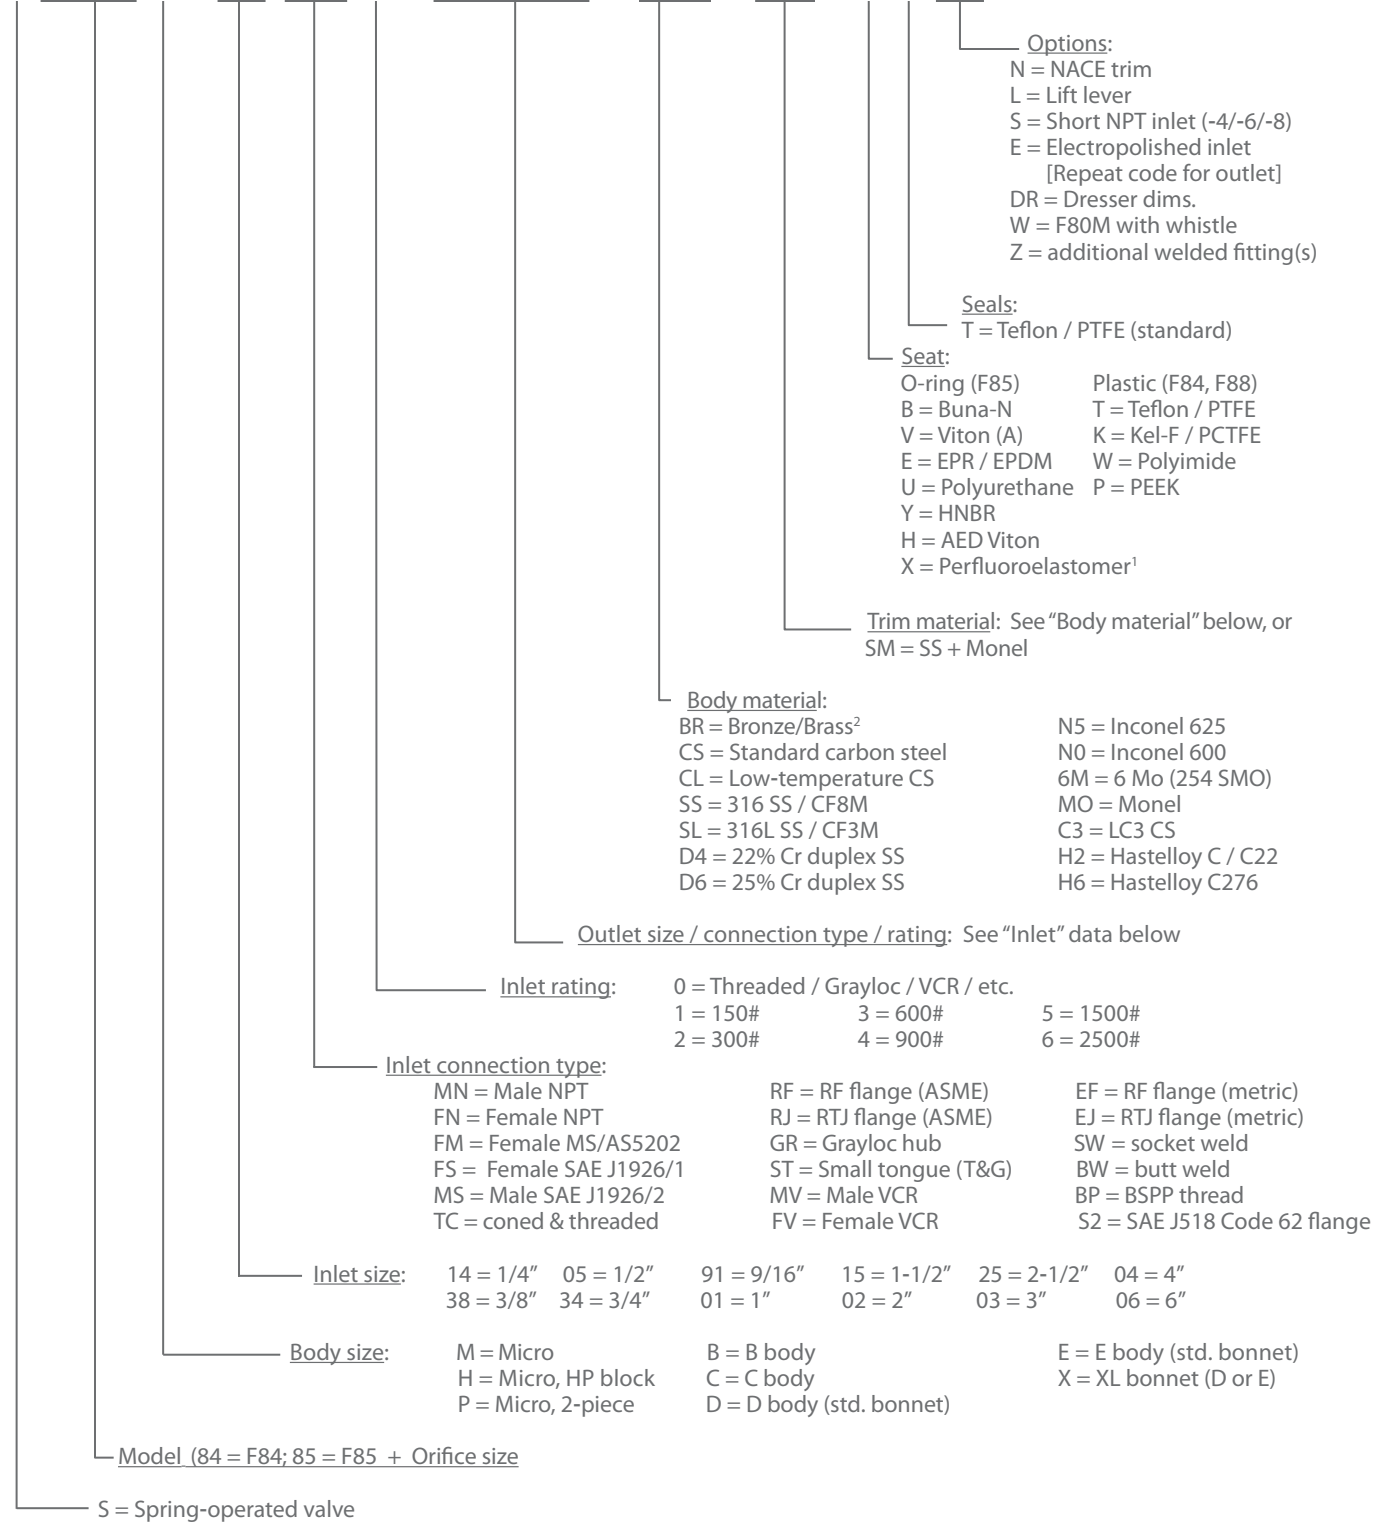 Options:
N = NACE trim
L = Lift lever
S = Short NPT inlet (-4/-6/-8)
E = Electropolished inlet
[Repeat code for outlet]
DR = Dresser dims.
W = F80M with whistle
Z = additional welded fitting(s)
Seals:
T = Teflon / PTFE (standard)
Seat:
O-ring (F85) Plastic (F84, F88)
B = Buna-N T = Teflon / PTFE
V = Viton (A) K = Kel-F / PCTFE
E = EPR / EPDM W = Polyimide
U = Polyurethane P = PEEK
Y = HNBR
H = AED Viton
X = Perfluoroelastomer¹
Trim material: See “Body material” below, or
SM = SS + Monel
Body material:
BR = Bronze/Brass² N5 = Inconel 625
CS = Standard carbon steel N0 = Inconel 600
CL = Low-temperature CS 6M = 6 Mo (254 SMO)
SS = 316 SS / CF8M MO = Monel
SL = 316L SS / CF3M C3 = LC3 CS
D4 = 22% Cr duplex SS H2 = Hastelloy C / C22
D6 = 25% Cr duplex SS H6 = Hastelloy C276
Outlet size / connection type / rating: See “Inlet” data below
Inlet rating: 0 = Threaded / Grayloc / VCR / etc.
1 = 150# 3 = 600# 5 = 1500#
2 = 300# 4 = 900# 6 = 2500#
Inlet connection type:
MN = Male NPT RF = RF flange (ASME) EF = RF flange (metric)
FN = Female NPT RJ = RTJ flange (ASME) EJ = RTJ flange (metric)
FM = Female MS/AS5202 GR = Grayloc hub SW = socket weld
FS = Female SAE J1926/1 ST = Small tongue (T&G) BW = butt weld
MS = Male SAE J1926/2 MV = Male VCR BP = BSPP thread
TC = coned & threaded FV = Female VCR S2 = SAE J518 Code 62 flange
Inlet size: 14 = 1/4” 05 = 1/2” 91 = 9/16” 15 = 1-1/2” 25 = 2-1/2” 04 = 4”
38 = 3/8” 34 = 3/4” 01 = 1” 02 = 2” 03 = 3” 06 = 6”
Body size: M = Micro B = B body E = E body (std. bonnet)
H = Micro, HP block C = C body X = XL bonnet (D or E)
P = Micro, 2-piece D = D body (std. bonnet)
Model (84 = F84; 85 = F85 + Orifice size
S = Spring-operated valve